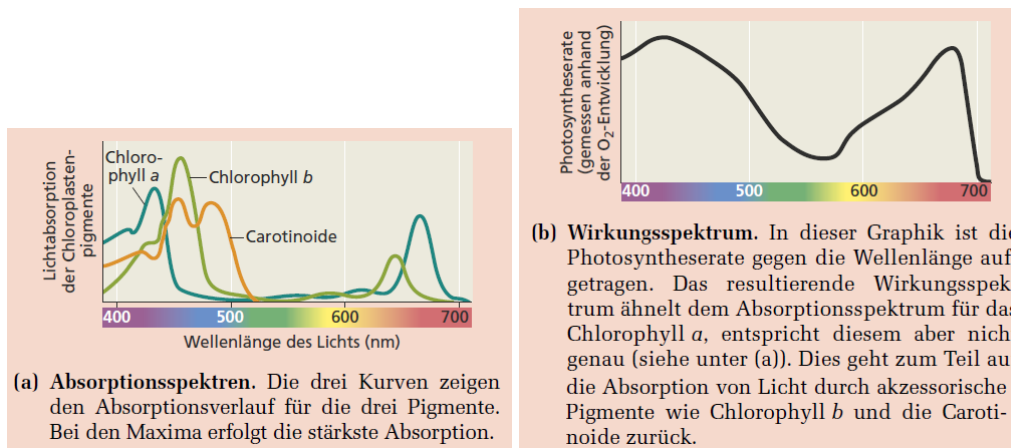 Lichtabsorption
der Chloroplasten-
pigmente
Chloro-
phyll a
Chlorophyll b
Carotinoide
400
500
600
700
Wellenlänge des Lichts (nm)
(a) Absorptionsspektren. Die drei Kurven zeigen
den Absorptionsverlauf für die drei Pigmente.
Bei den Maxima erfolgt die stärkste Absorption.
Photosyntheserate
(gemessen anhand
der O₂-Entwicklung)
400
500
600
700
(b) Wirkungsspektrum. In dieser Graphik ist die
Photosyntheserate gegen die Wellenlänge auf
getragen. Das resultierende Wirkungsspek
trum ähnelt dem Absorptionsspektrum für das
Chlorophyll a, entspricht diesem aber nich
genau (siehe unter (a)). Dies geht zum Teil au
die Absorption von Licht durch akzessorische
Pigmente wie Chlorophyll b und die Caroti-
noide zurück.